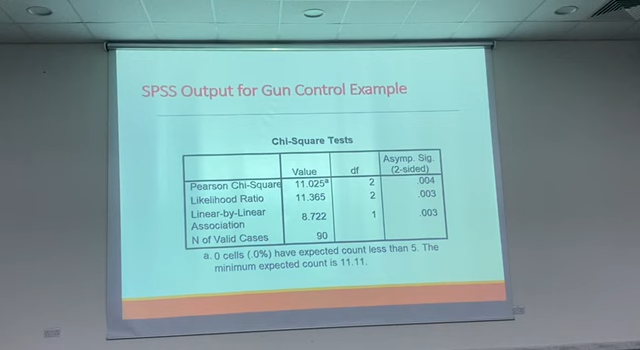 SPSS Output for Gun Control Example
Chi-Square Tests
Value df Asymp. Sig. (2-sided)
Pearson Chi-Square 11.025a 2 .004
Likelihood Ratio 11.365 2 .003
Linear-by-Linear Association 8.722 1 .003
N of Valid Cases 90
a. 0 cells (.0%) have expected count less than 5. The
minimum expected count is 11.11.